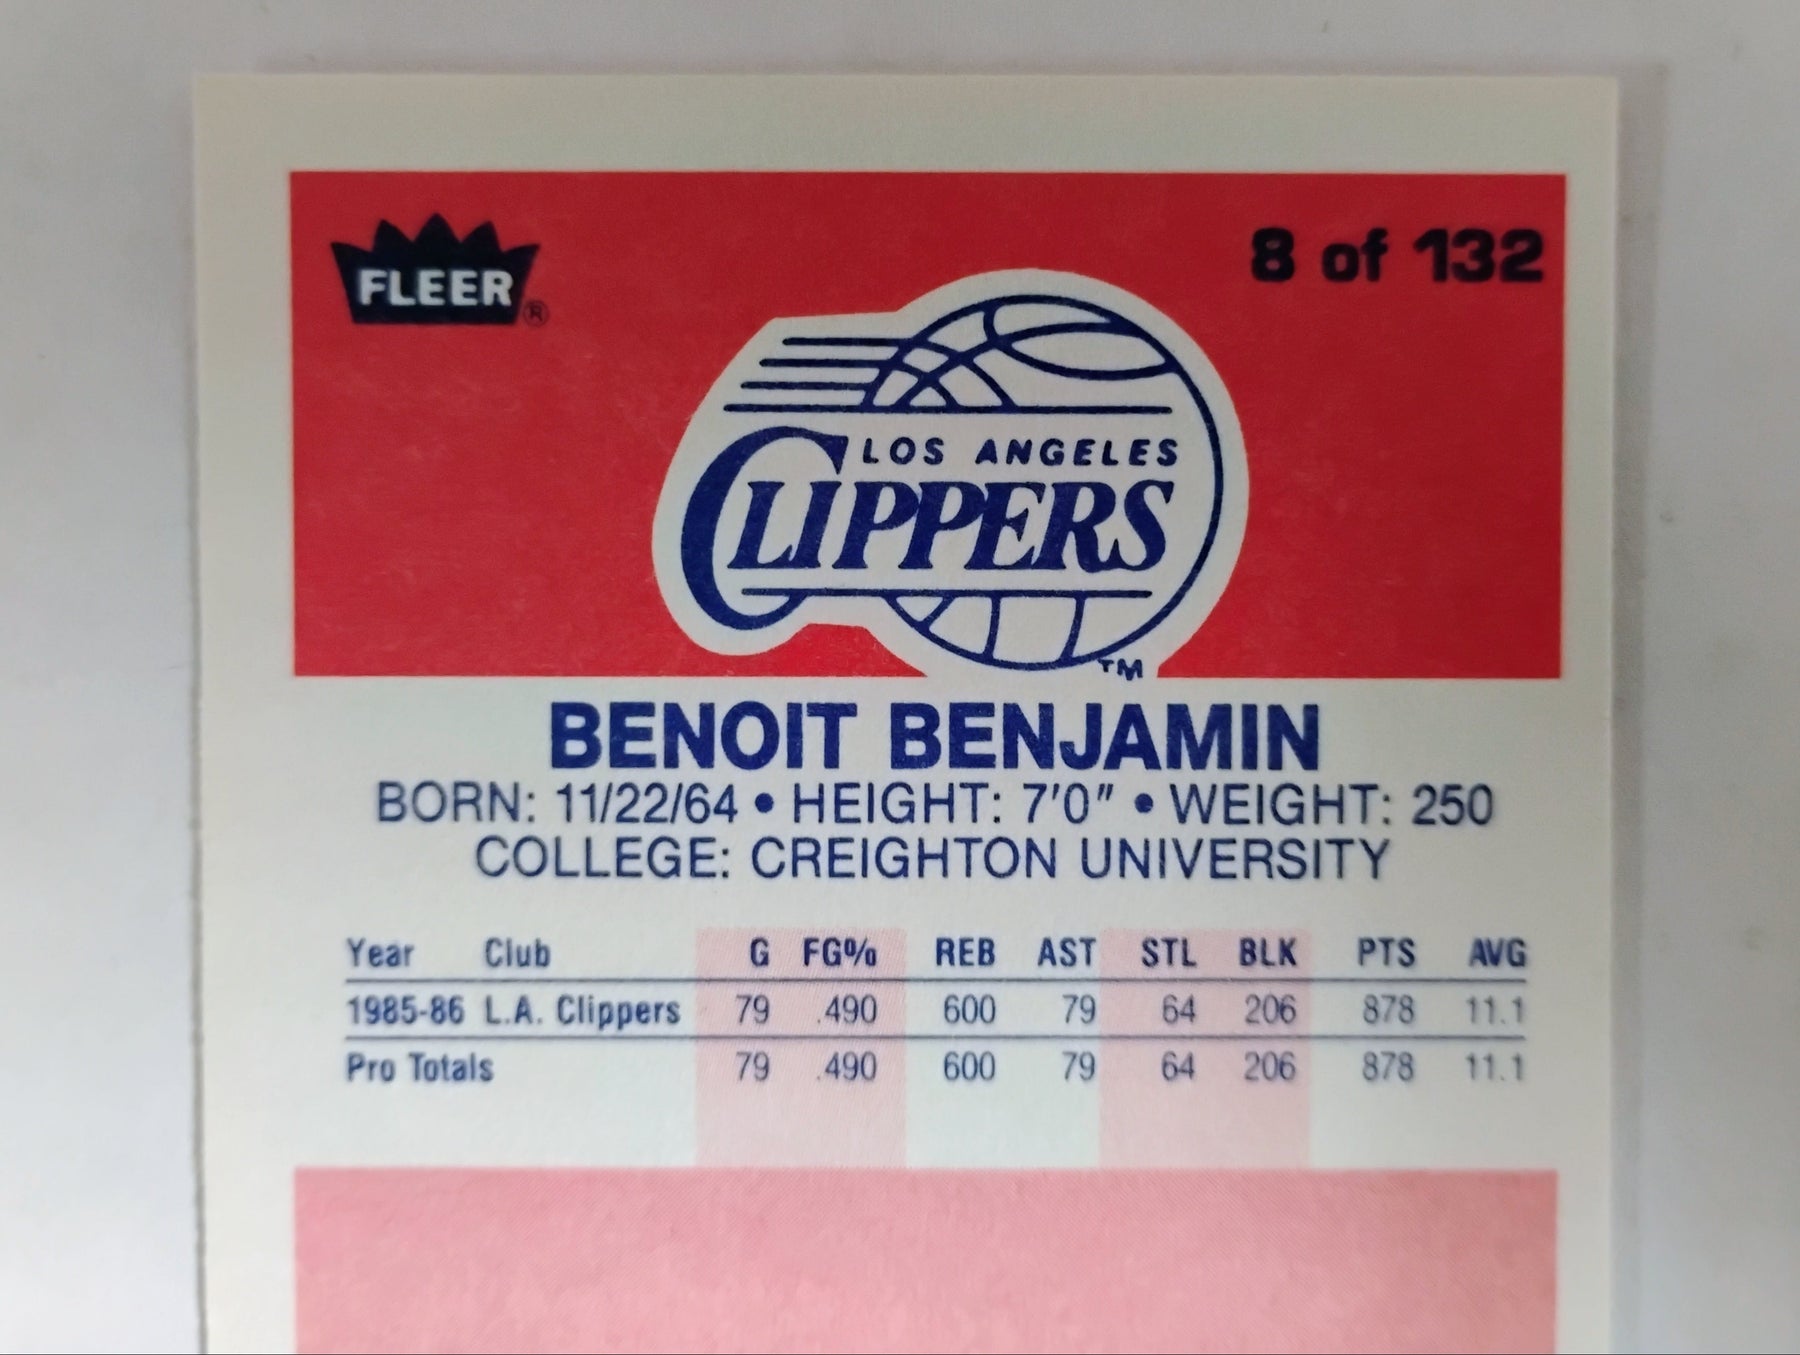 FLEER ®
8 of 132
LOS ANGELES
CLIPPERS
TM
BENOIT BENJAMIN
BORN: 11/22/64 • HEIGHT: 7'0" • WEIGHT: 250
COLLEGE: CREIGHTON UNIVERSITY
Year Club G FG% REB AST STL BLK PTS AVG
1985-86 L.A. Clippers 79 .490 600 79 64 206 878 11.1
Pro Totals 79 .490 600 79 64 206 878 11.1